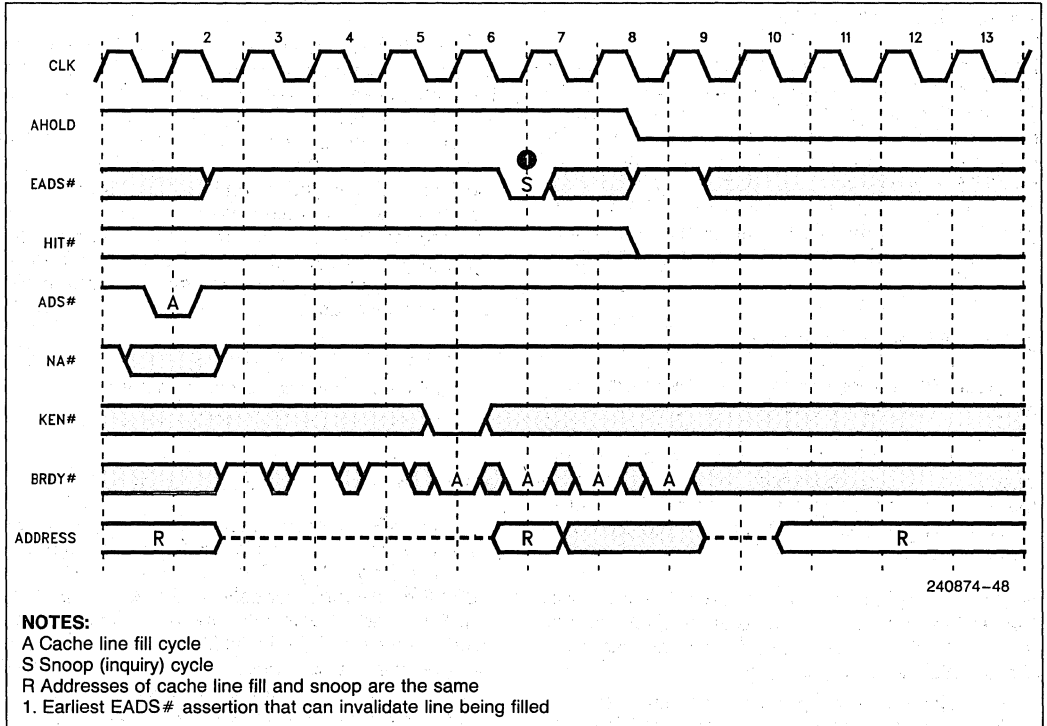 1 2 3 4 5 6 7 8 9 10 11 12 13
CLK
AHOLD
1
EADS# S
HIT#
ADS# A
NA#
KEN#
BRDY# A A A A
ADDRESS R R R
240874–48
NOTES:
A Cache line fill cycle
S Snoop (inquiry) cycle
R Addresses of cache line fill and snoop are the same
1. Earliest EADS# assertion that can invalidate line being filled